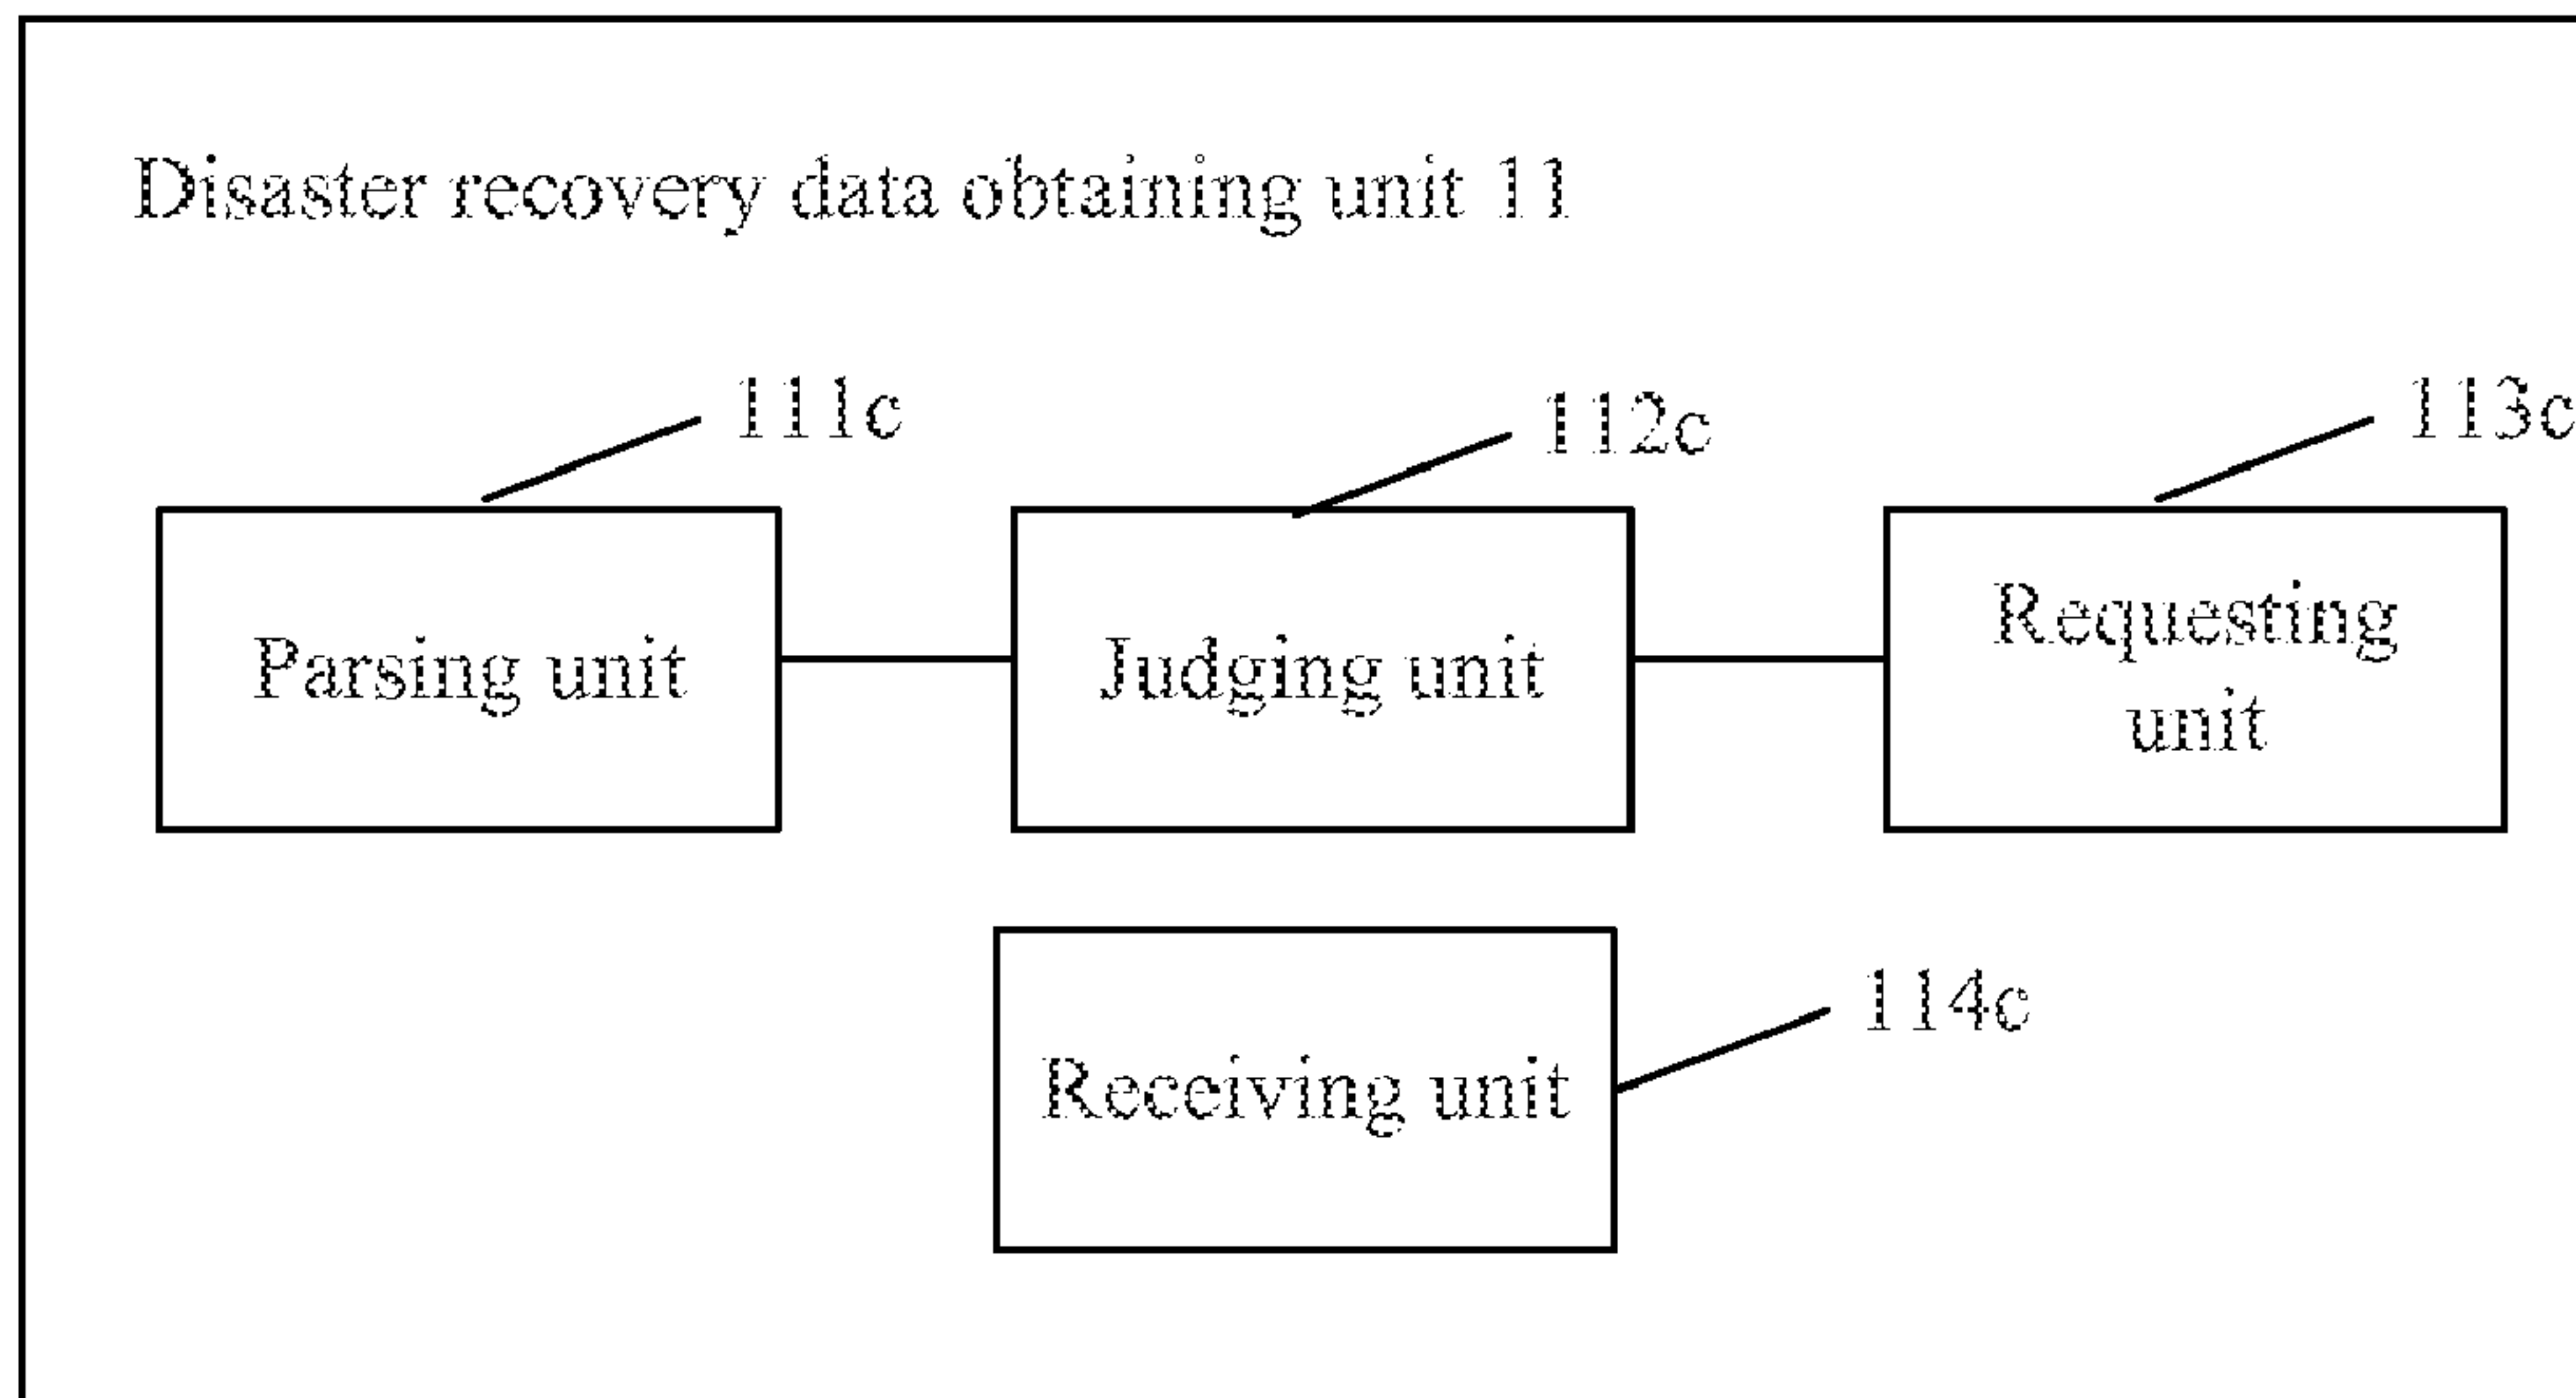 Disaster recovery data obtaining unit 11
111c
112c
113c
Parsing unit
Judging unit
Requesting
unit
114c
Receiving unit